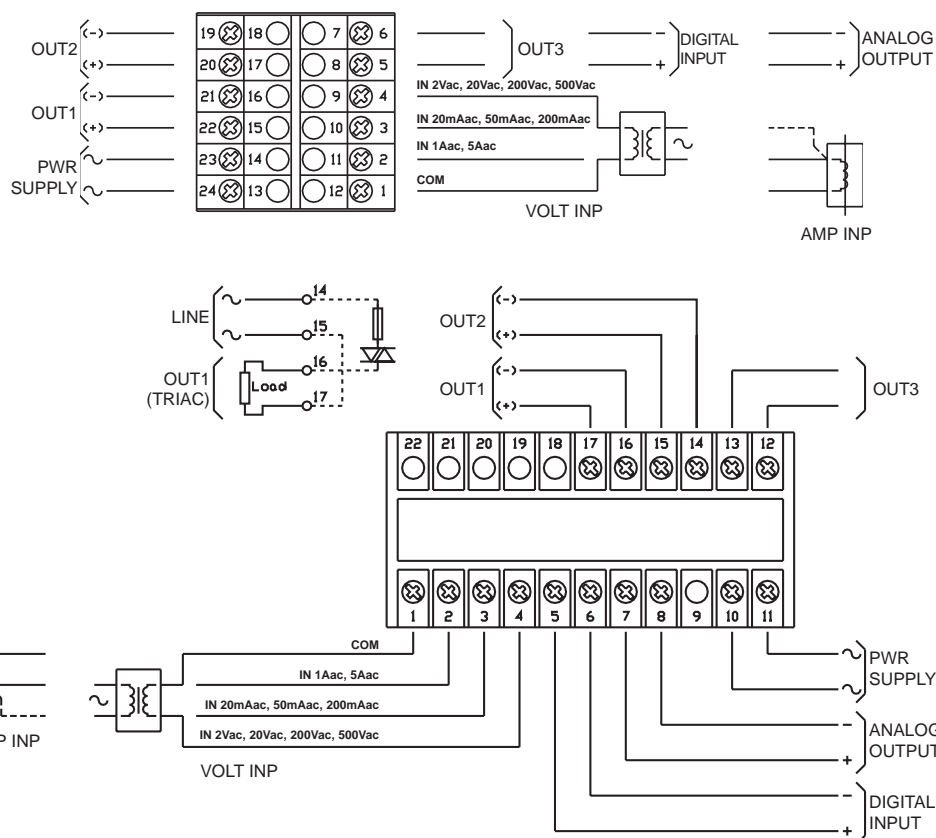 OUT2
(-)
(+)
OUT1
(-)
(+)
PWR
SUPPLY
19 18 7 6
20 17 8 5
21 16 9 4
22 15 10 3
23 14 11 2
24 13 12 1
OUT3
-
+
DIGITAL
INPUT
-
+
ANALOG
OUTPUT
IN 2Vac, 20Vac, 200Vac, 500Vac
IN 20mAac, 50mAac, 200mAac
IN 1Aac, 5Aac
COM
VOLT INP
AMP INP
LINE
14
15
OUT1
(TRIAC)
Load
16
17
OUT2
(-)
(+)
OUT1
(-)
(+)
OUT3
22 21 20 19 18 17 16 15 14 13 12
1 2 3 4 5 6 7 8 9 10 11
COM
IN 1Aac, 5Aac
IN 20mAac, 50mAac, 200mAac
IN 2Vac, 20Vac, 200Vac, 500Vac
P INP
VOLT INP
PWR
SUPPLY
-
+
ANALOG
OUTPUT
-
+
DIGITAL
INPUT